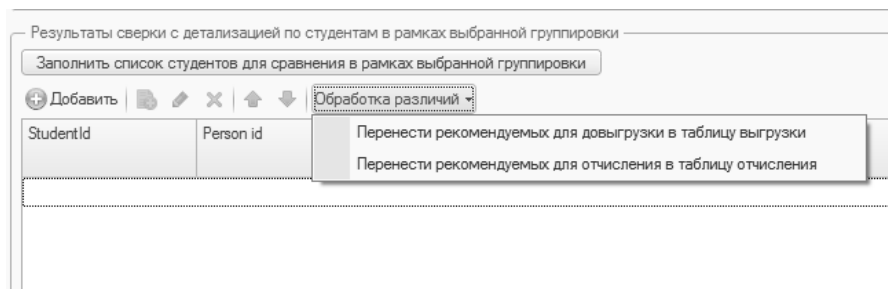 Результаты сверки с детализацией по студентам в рамках выбранной группировки
Заполнить список студентов для сравнения в рамках выбранной группировки
Добавить Обработка различий
StudentId Person id
Перенести рекомендуемых для довыгрузки в таблицу выгрузки
Перенести рекомендуемых для отчисления в таблицу отчисления